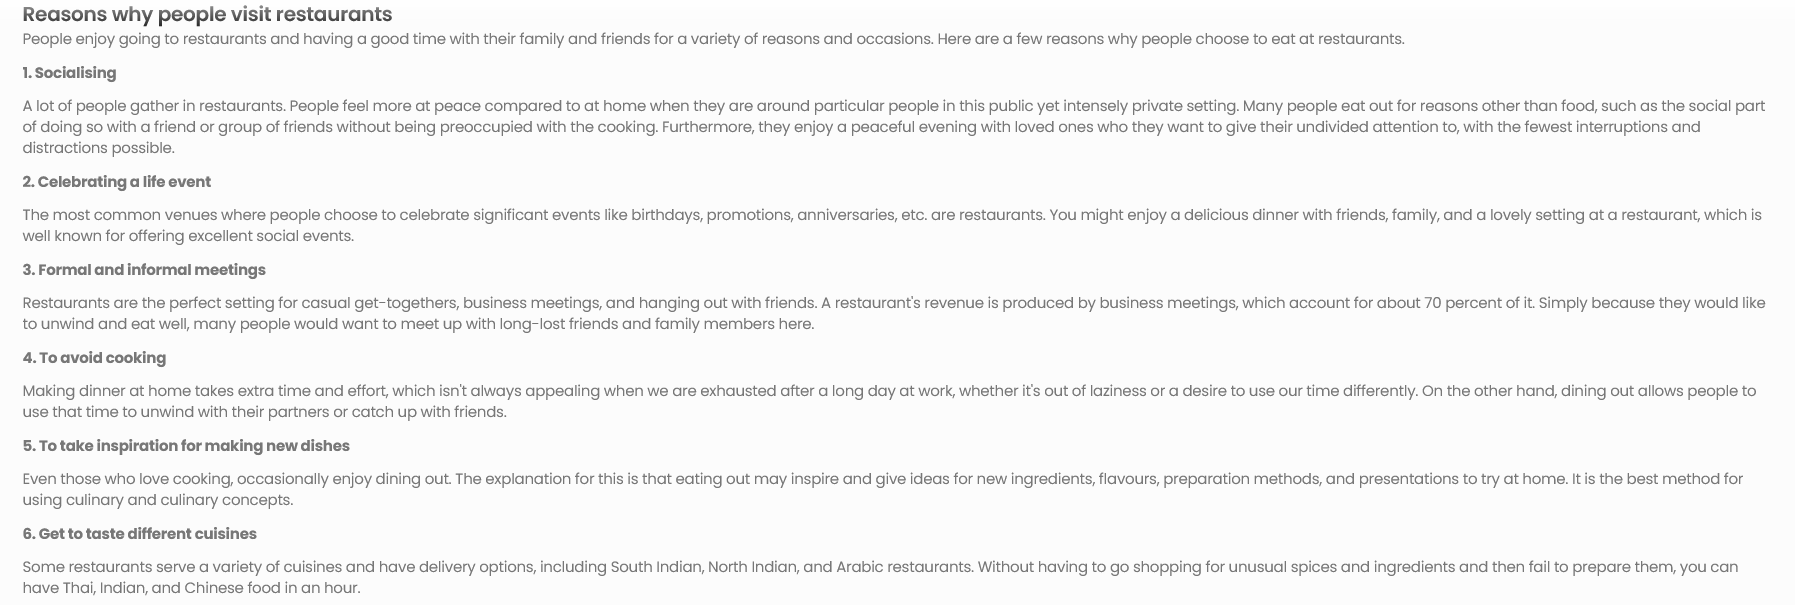 Reasons why people visit restaurants
People enjoy going to restaurants and having a good time with their family and friends for a variety of reasons and occasions. Here are a few reasons why people choose to eat at restaurants.
1. Socialising
A lot of people gather in restaurants. People feel more at peace compared to at home when they are around particular people in this public yet intensely private setting. Many people eat out for reasons other than food, such as the social part
of doing so with a friend or group of friends without being preoccupied with the cooking. Furthermore, they enjoy a peaceful evening with loved ones who they want to give their undivided attention to, with the fewest interruptions and
distractions possible.
2. Celebrating a life event
The most common venues where people choose to celebrate significant events like birthdays, promotions, anniversaries, etc. are restaurants. You might enjoy a delicious dinner with friends, family, and a lovely setting at a restaurant, which is
well known for offering excellent social events.
3. Formal and informal meetings
Restaurants are the perfect setting for casual get-togethers, business meetings, and hanging out with friends. A restaurant's revenue is produced by business meetings, which account for about 70 percent of it. Simply because they would like
to unwind and eat well, many people would want to meet up with long-lost friends and family members here.
4. To avoid cooking
Making dinner at home takes extra time and effort, which isn't always appealing when we are exhausted after a long day at work, whether it's out of laziness or a desire to use our time differently. On the other hand, dining out allows people to
use that time to unwind with their partners or catch up with friends.
5. To take inspiration for making new dishes
Even those who love cooking, occasionally enjoy dining out. The explanation for this is that eating out may inspire and give ideas for new ingredients, flavours, preparation methods, and presentations to try at home. It is the best method for
using culinary and culinary concepts.
6. Get to taste different cuisines
Some restaurants serve a variety of cuisines and have delivery options, including South Indian, North Indian, and Arabic restaurants. Without having to go shopping for unusual spices and ingredients and then fail to prepare them, you can
have Thai, Indian, and Chinese food in an hour.